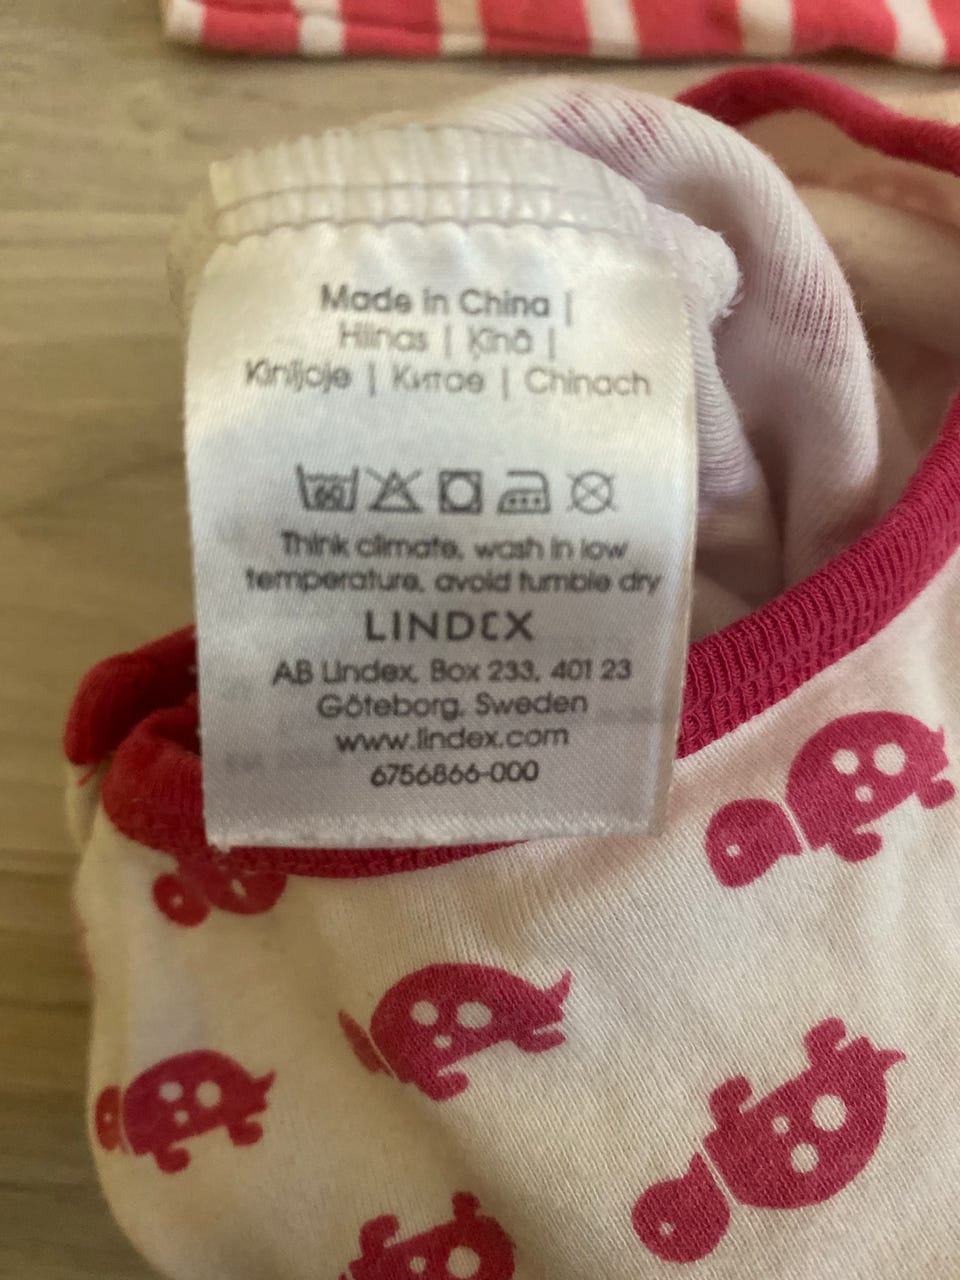 Made in China |
Hiinas | Ķīnā |
Kinijoje | Китае | Chinach
60
Think climate, wash in low
temperature, avoid tumble dry
LINDEX
AB Lindex, Box 233, 401 23
Göteborg, Sweden
www.lindex.com
6756866-000